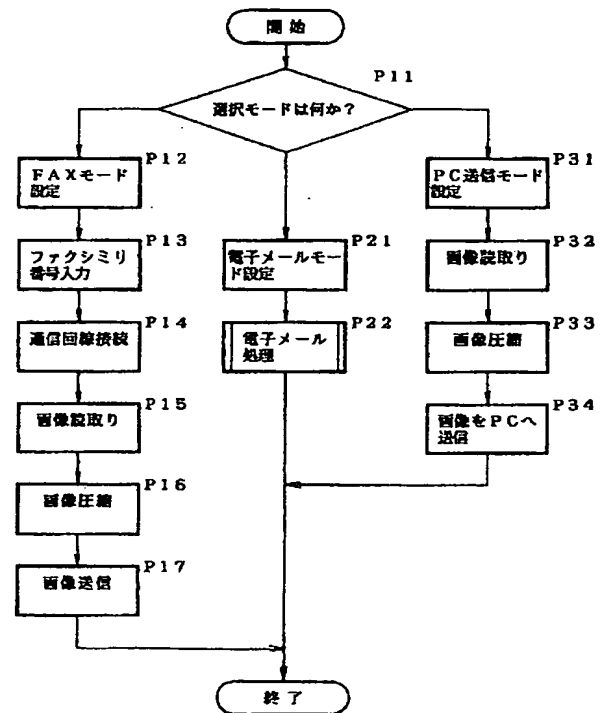 開始
P11
選択モードは何か?
P12
FAXモード
設定
P13
ファクシミリ
番号入力
P14
通信回線接続
P15
画像読取り
P16
画像圧縮
P17
画像送信
P21
電子メールモー
ド設定
P22
電子メール
処理
P31
PC送信モード
設定
P32
画像読取り
P33
画像圧縮
P34
画像をPCへ
送信
終了